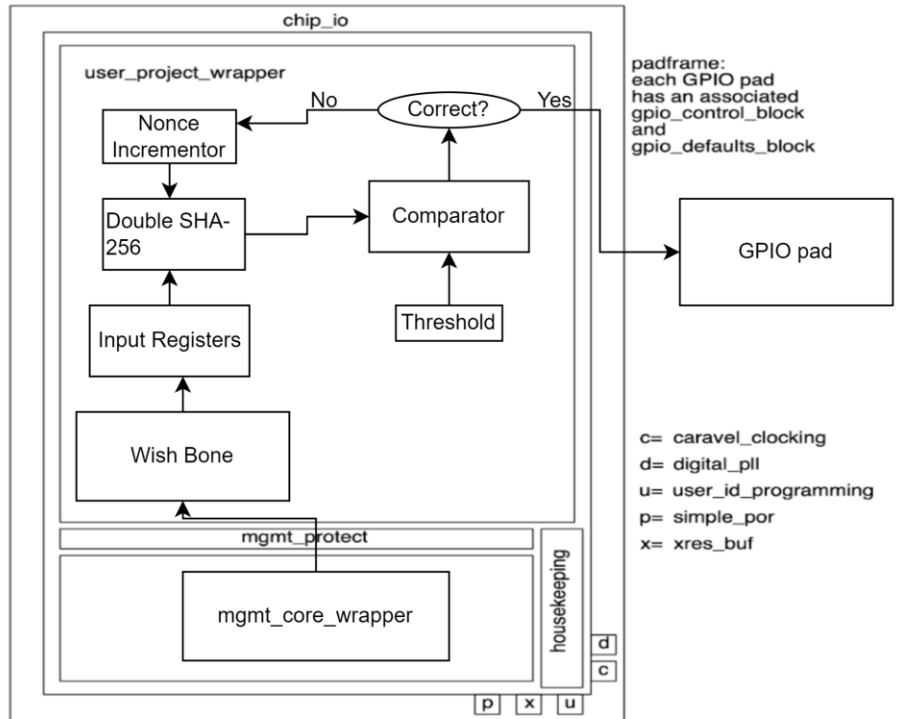 chip_io
user_project_wrapper
No
Correct?
Yes
Nonce
Incrementor
Double SHA-
256
Comparator
Threshold
Input Registers
Wish Bone
mgmt_protect
mgmt_core_wrapper
housekeeping
d
c
p
x
u
padframe:
each GPIO pad
has an associated
gpio_control_block
and
gpio_defaults_block
GPIO pad
c= caravel_clocking
d= digital_pll
u= user_id_programming
p= simple_por
x= xres_buf